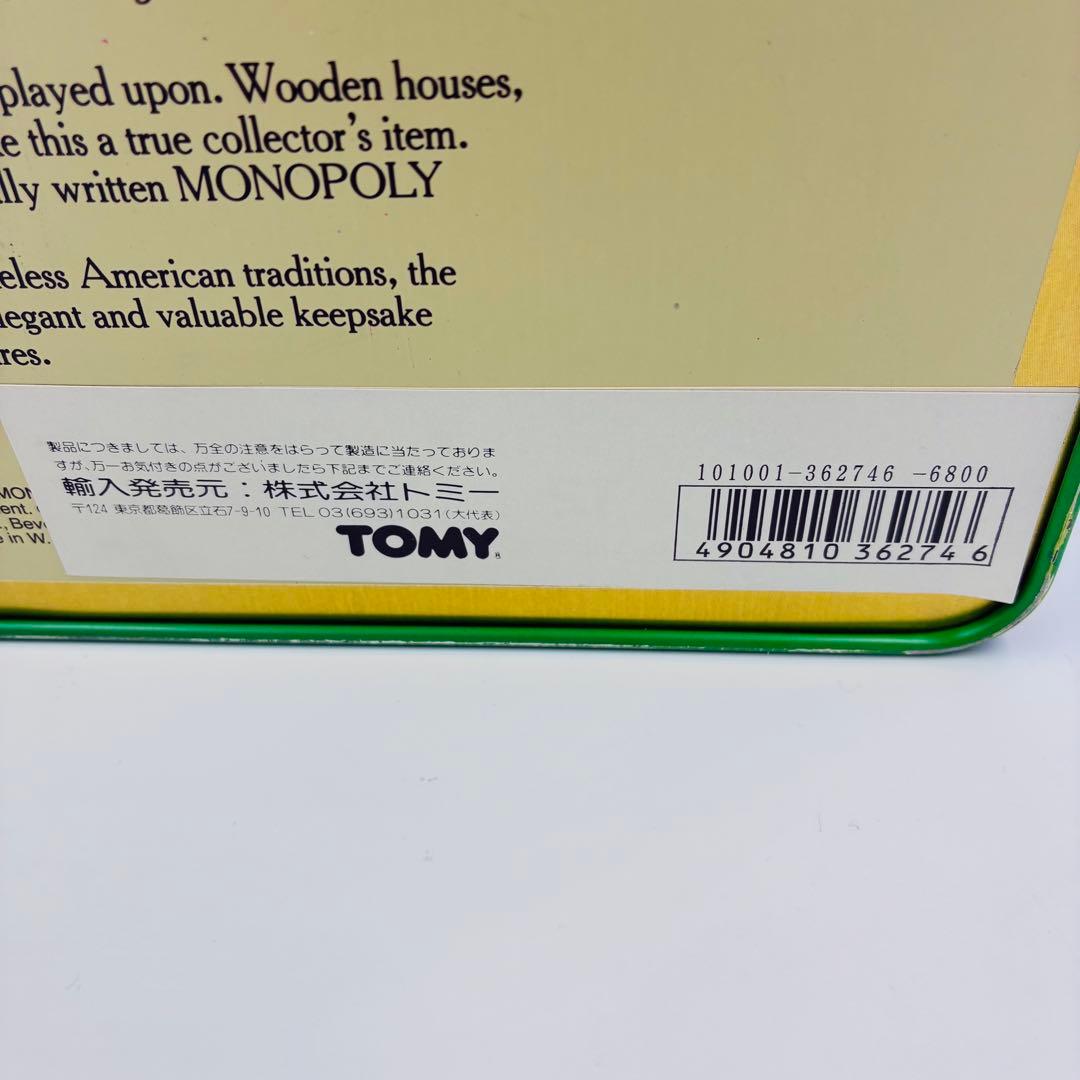 played upon. Wooden houses,
this a true collector's item.
written MONOPOLY
American traditions, the
and valuable keepsake
製品につきましては、万全の注意をはらって製造に当たっておりま
すが、万一お気付きの点がございましたら下記までご連絡ください。
輸入発売元:株式会社トミー
〒124 東京都葛飾区立石7-9-10 TEL 03(693)1031(大代表)
TOMY
101001-362746 -6800
4904810 362746
in W.